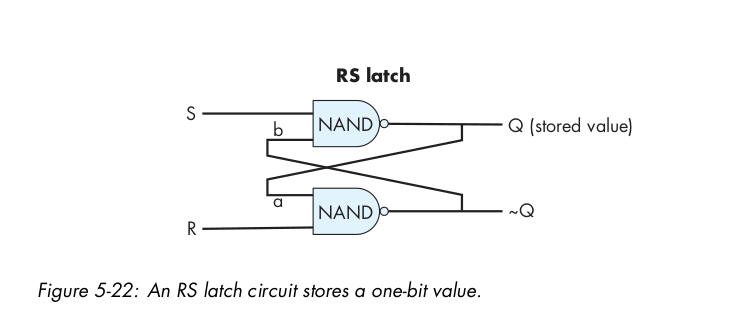 RS latch
S
b
NAND
Q (stored value)
a
NAND
~Q
R
Figure 5-22: An RS latch circuit stores a one-bit value.